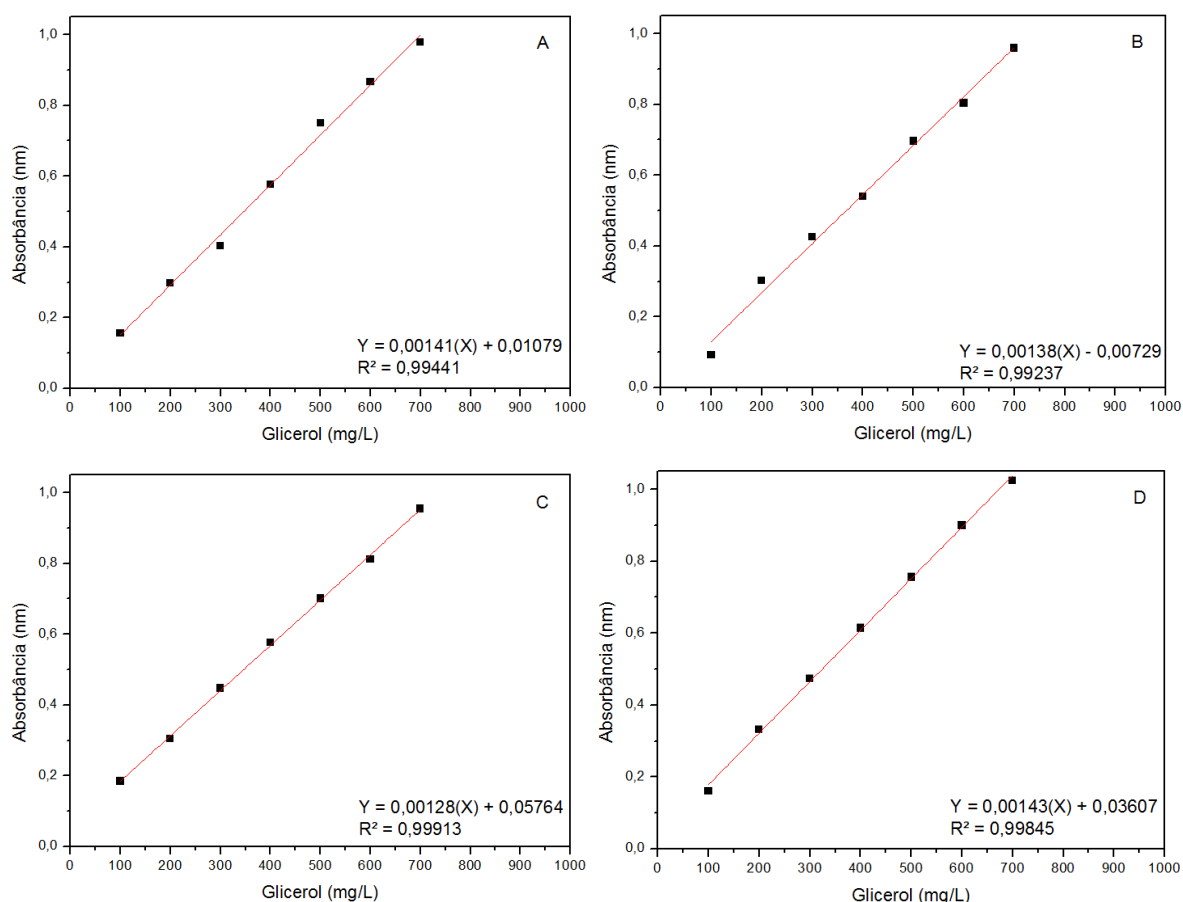 A
Absorbância (nm)
1,0
0,8
0,6
0,4
0,2
0,0
Y = 0,00141(X) + 0,01079
R² = 0,99441
0 100 200 300 400 500 600 700 800 900 1000
Glicerol (mg/L)
B
Absorbância (nm)
1,0
0,8
0,6
0,4
0,2
0,0
Y = 0,00138(X) - 0,00729
R² = 0,99237
0 100 200 300 400 500 600 700 800 900 1000
Glicerol (mg/L)
C
Absorbância (nm)
1,0
0,8
0,6
0,4
0,2
0,0
Y = 0,00128(X) + 0,05764
R² = 0,99913
0 100 200 300 400 500 600 700 800 900 1000
Glicerol (mg/L)
D
Absorbância (nm)
1,0
0,8
0,6
0,4
0,2
0,0
Y = 0,00143(X) + 0,03607
R² = 0,99845
0 100 200 300 400 500 600 700 800 900 1000
Glicerol (mg/L)